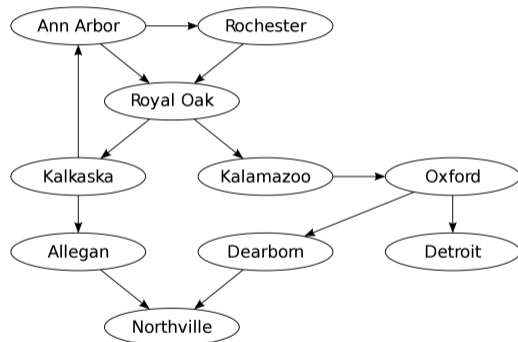 Ann Arbor
Rochester
Royal Oak
Kalkaska
Kalamazoo
Oxford
Allegan
Dearborn
Detroit
Northville